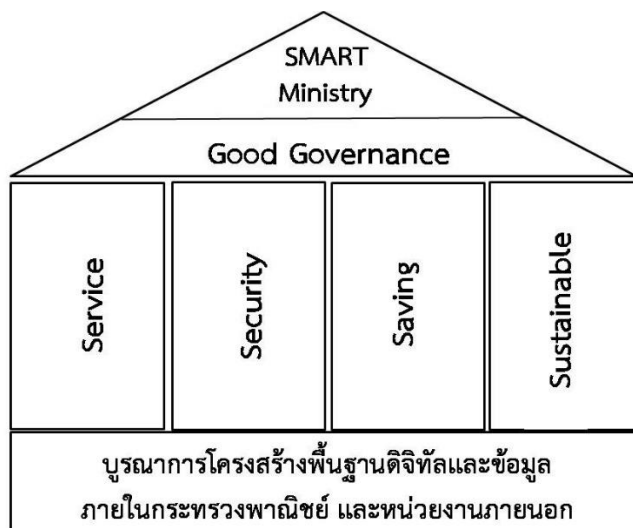 SMART
Ministry
Good Governance
Service
Security
Saving
Sustainable
บูรณาการโครงสร้างพื้นฐานดิจิทัลและข้อมูล
ภายในกระทรวงพาณิชย์ และหน่วยงานภายนอก